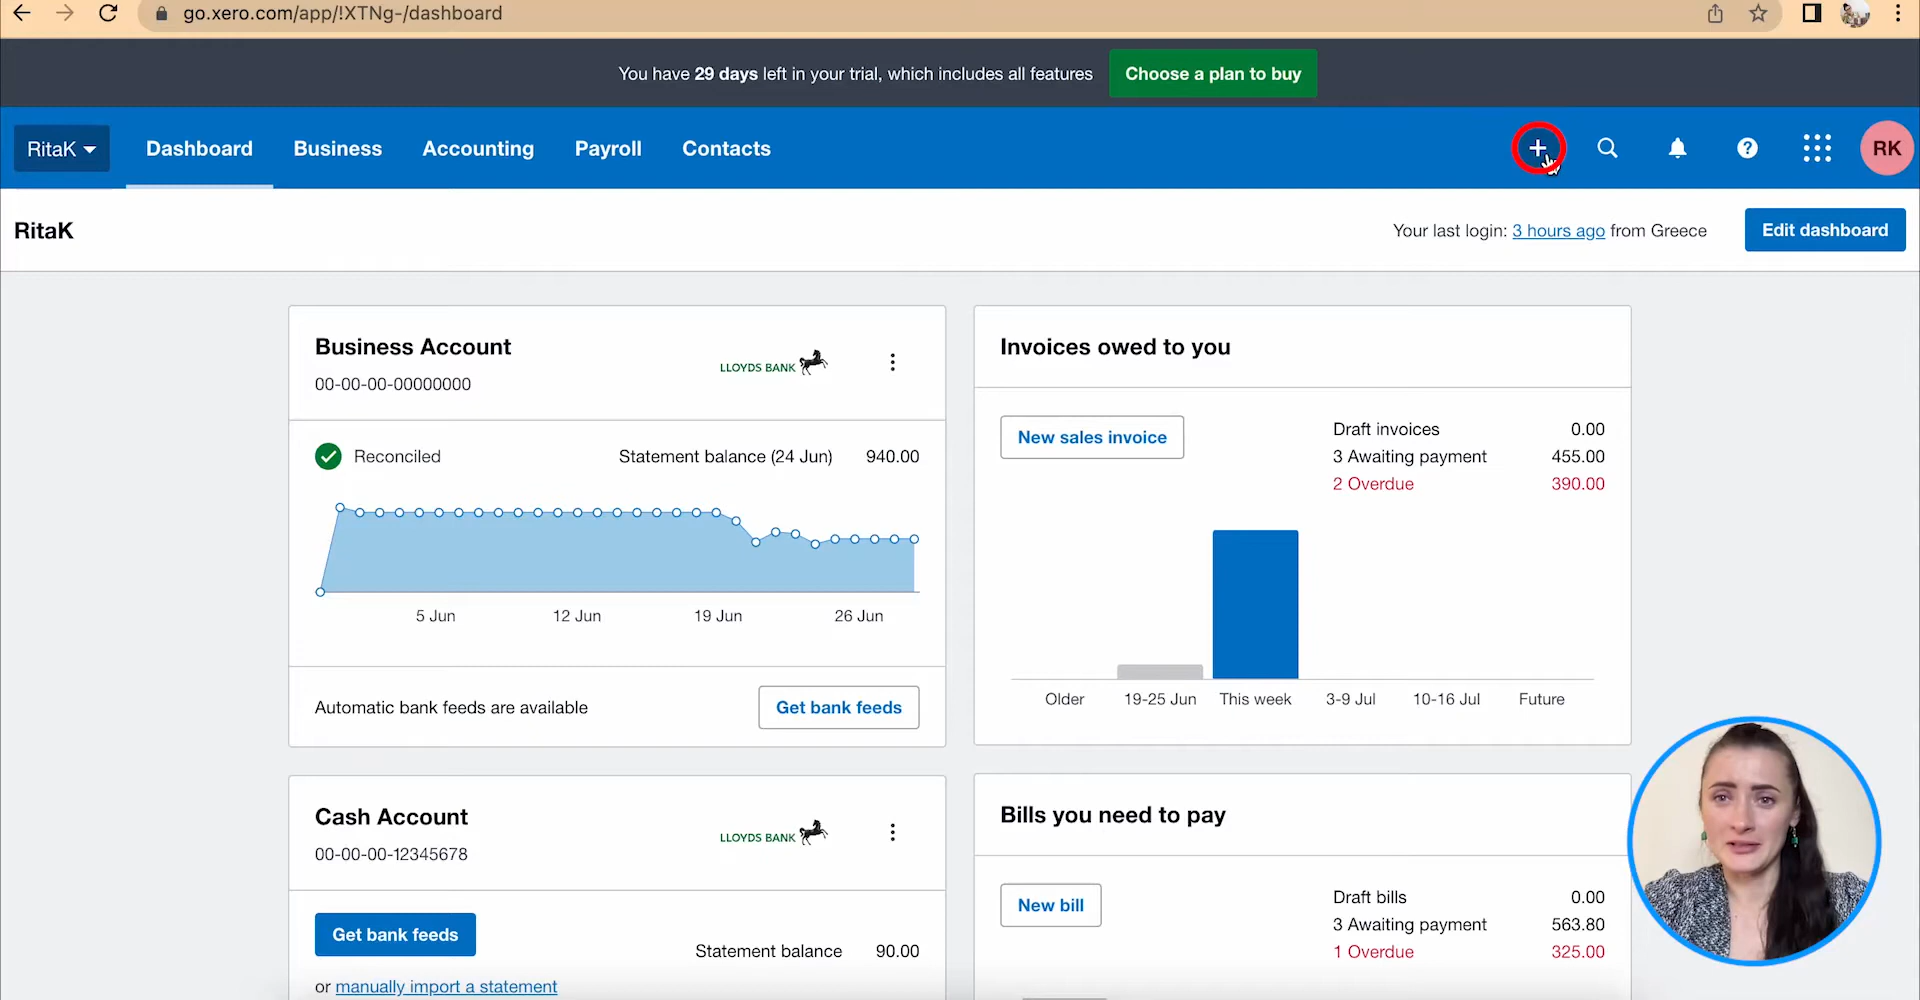 go.xero.com/app/!XTNg-/dashboard
You have 29 days left in your trial, which includes all features
Choose a plan to buy
RitaK
Dashboard
Business
Accounting
Payroll
Contacts
RK
RitaK
Your last login: 3 hours ago from Greece
Edit dashboard
Business Account
00-00-00-00000000
LLOYDS BANK
Reconciled
Statement balance (24 Jun) 940.00
5 Jun
12 Jun
19 Jun
26 Jun
Automatic bank feeds are available
Get bank feeds
Invoices owed to you
New sales invoice
Draft invoices 0.00
3 Awaiting payment 455.00
2 Overdue 390.00
Older
19-25 Jun
This week
3-9 Jul
10-16 Jul
Future
Cash Account
00-00-00-12345678
LLOYDS BANK
Get bank feeds
Statement balance 90.00
or manually import a statement
Bills you need to pay
New bill
Draft bills 0.00
3 Awaiting payment 563.80
1 Overdue 325.00